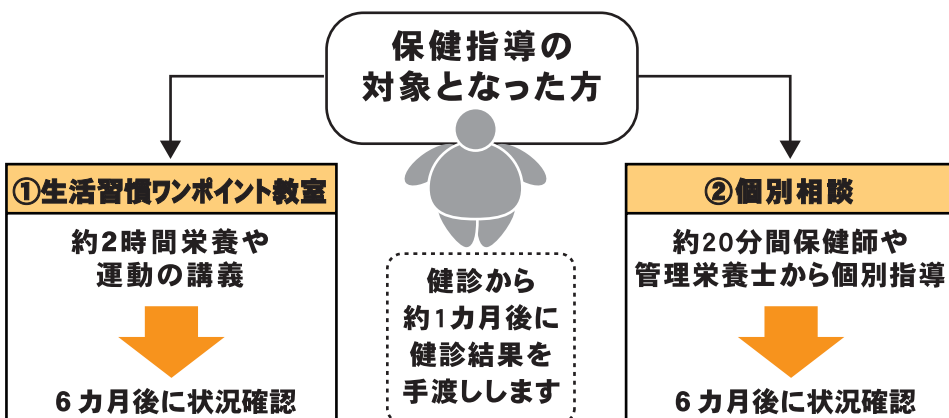 保健指導の
対象となった方
①生活習慣ワンポイント教室
約2時間栄養や
運動の講義
6カ月後に状況確認
健診から
約1カ月後に
健診結果を
手渡しします
②個別相談
約20分間保健師や
管理栄養士から個別指導
6カ月後に状況確認